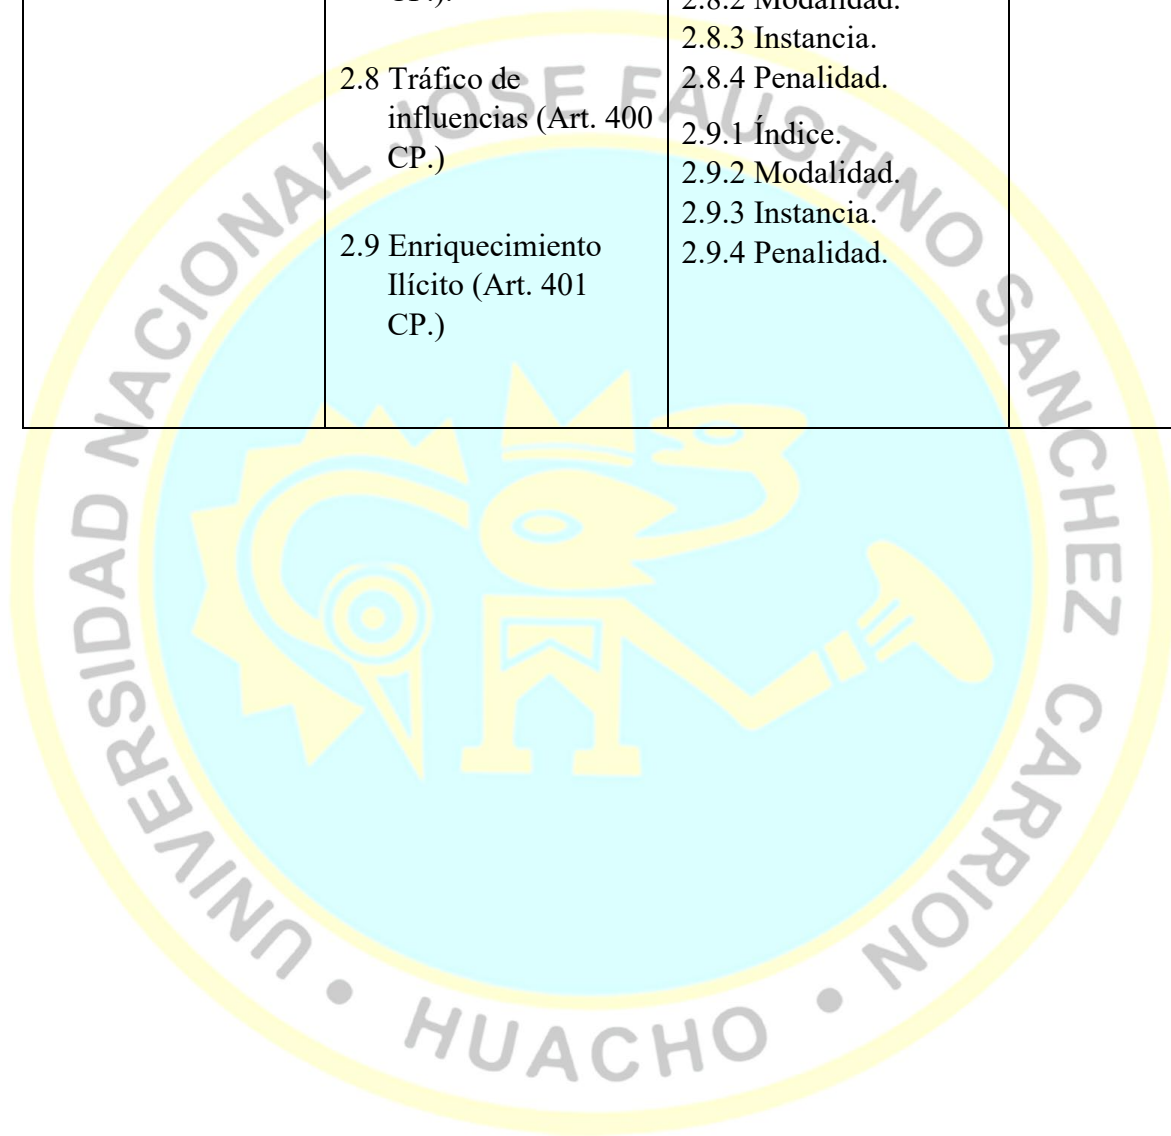 CP.).
2.8 Tráfico de
influencias (Art. 400
CP.)
2.9 Enriquecimiento
Ilícito (Art. 401
CP.)
2.8.2 Modalidad.
2.8.3 Instancia.
2.8.4 Penalidad.
2.9.1 Índice.
2.9.2 Modalidad.
2.9.3 Instancia.
2.9.4 Penalidad.
UNIVERSIDAD NACIONAL JOSE FAUSTINO SANCHEZ CARRION • HUACHO •